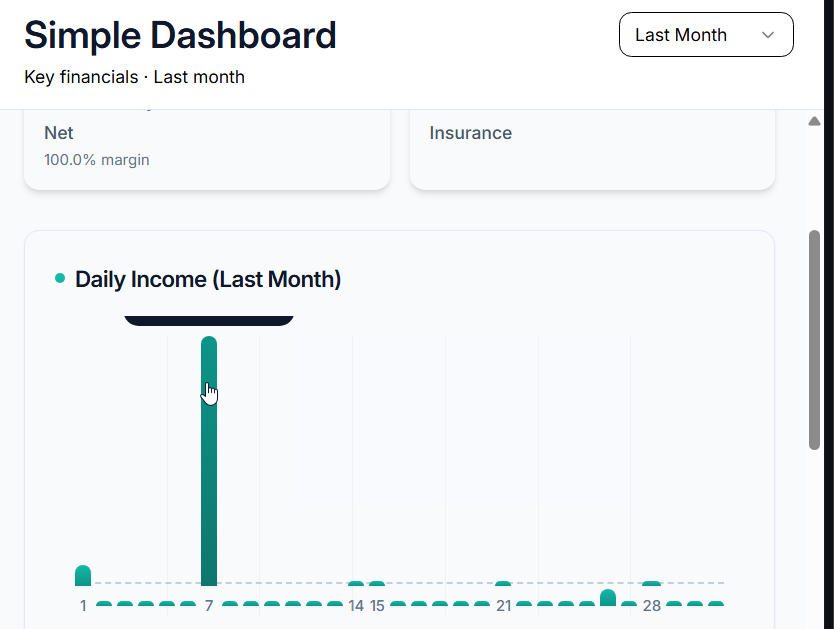 Simple Dashboard
Last Month
Key financials · Last month
Net
Insurance
100.0% margin
Daily Income (Last Month)
1 7 14 15 21 28